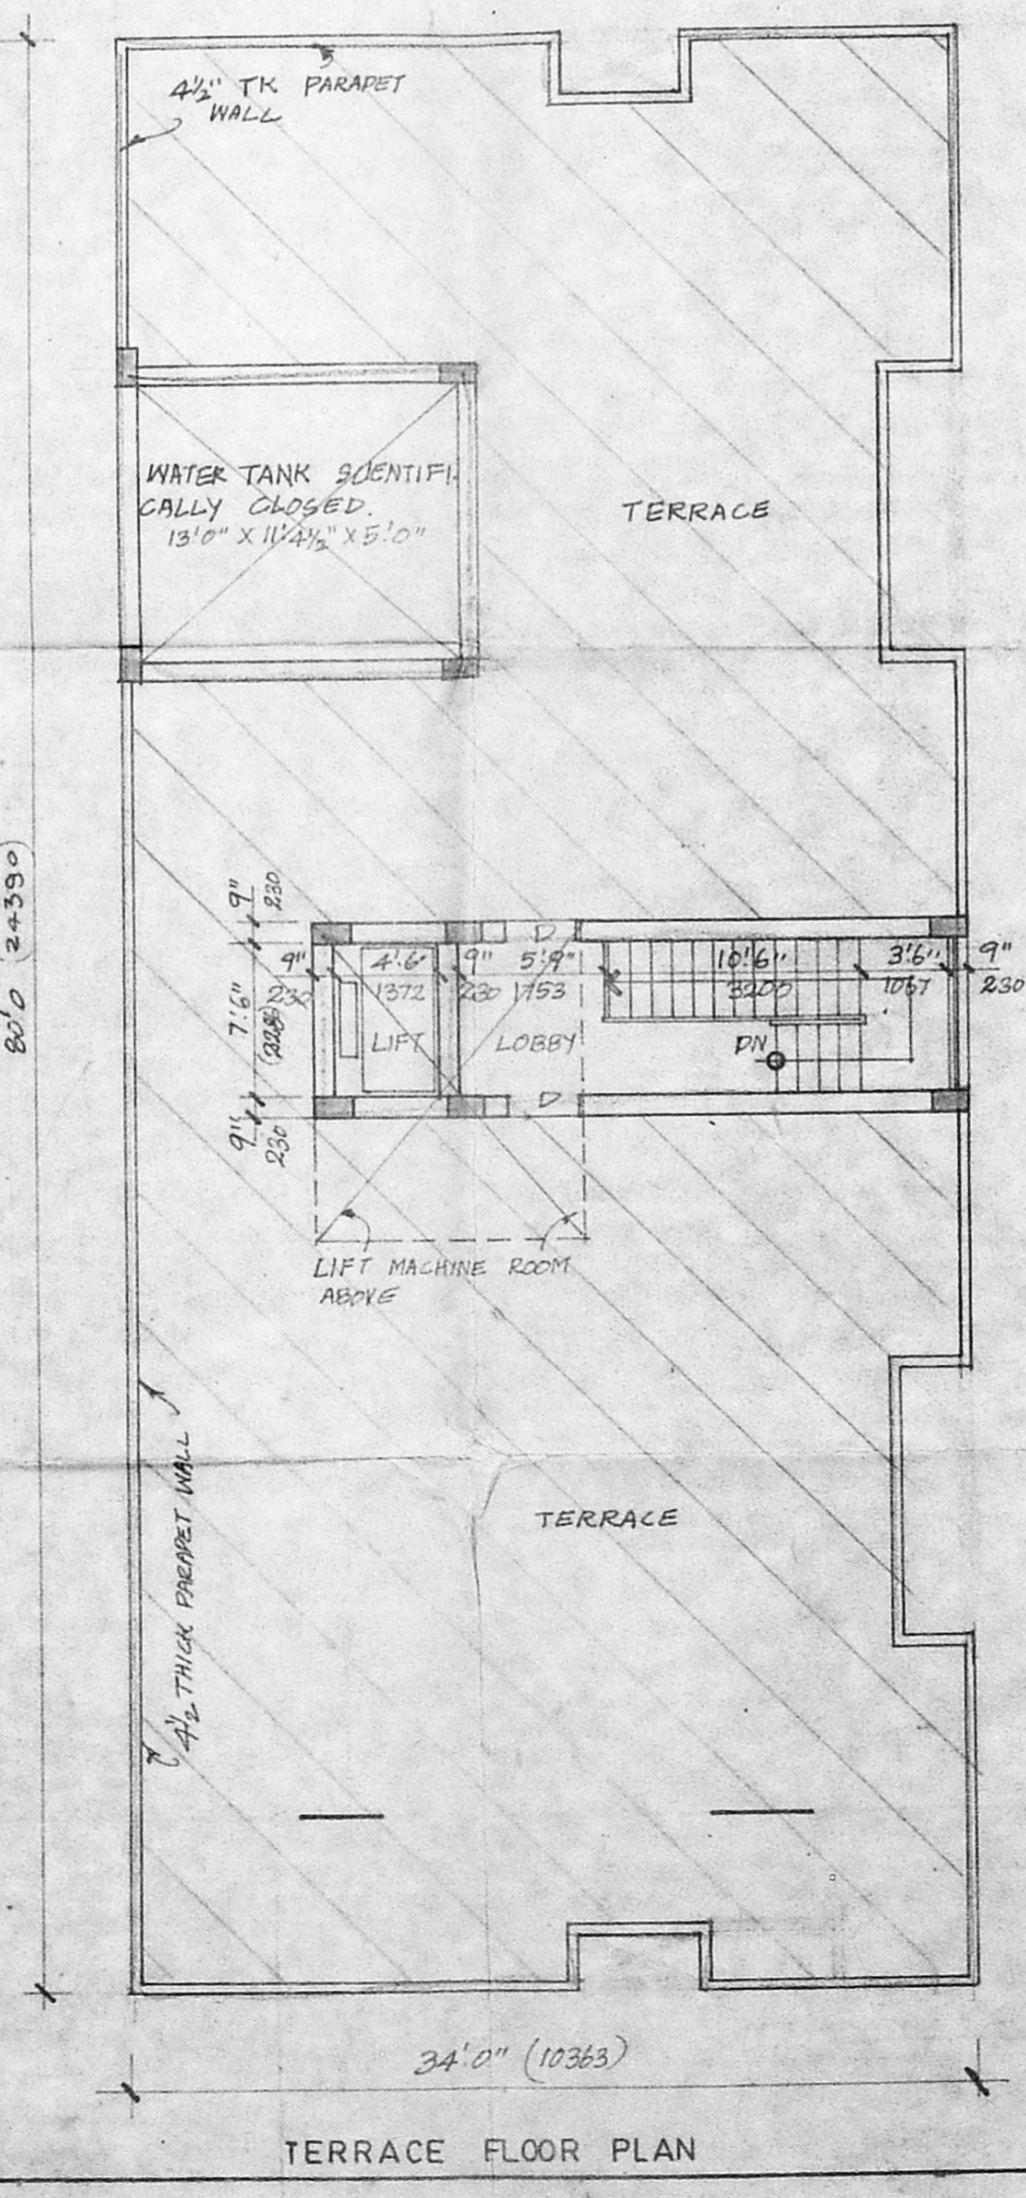 4½" TK PARAPET
WALL
WATER TANK SCIENTIFI-
CALLY CLOSED.
13'0" X 11'4½" X 5'0"
TERRACE
80'0 (24390)
9"
230
7'6"
(2286)
9"
230
9" 4'6" 9" 5'9" 10'6" 3'6" 9"
230 1372 230 1753 3200 1067 230
D
LIFT LOBBY DN
D
LIFT MACHINE ROOM
ABOVE
4½ THICK PARAPET WALL
TERRACE
34'0" (10363)
TERRACE FLOOR PLAN